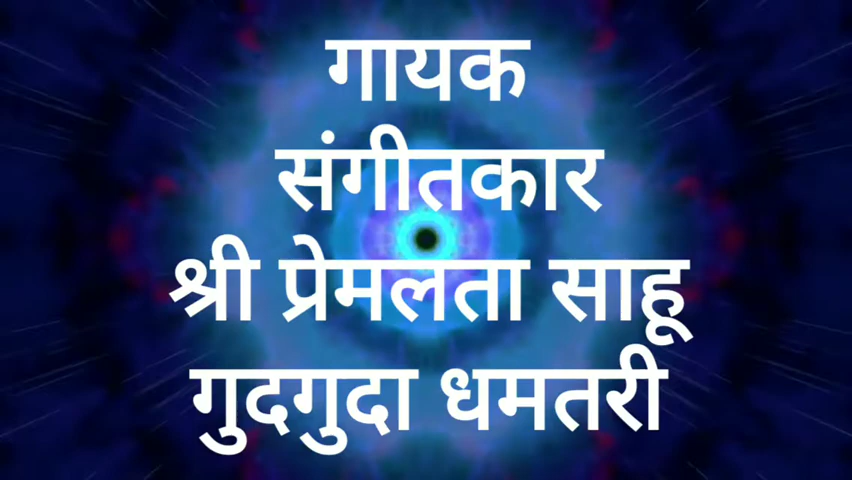 गायक
संगीतकार
श्री प्रेमलता साहू
गुदगुदा धमतरी